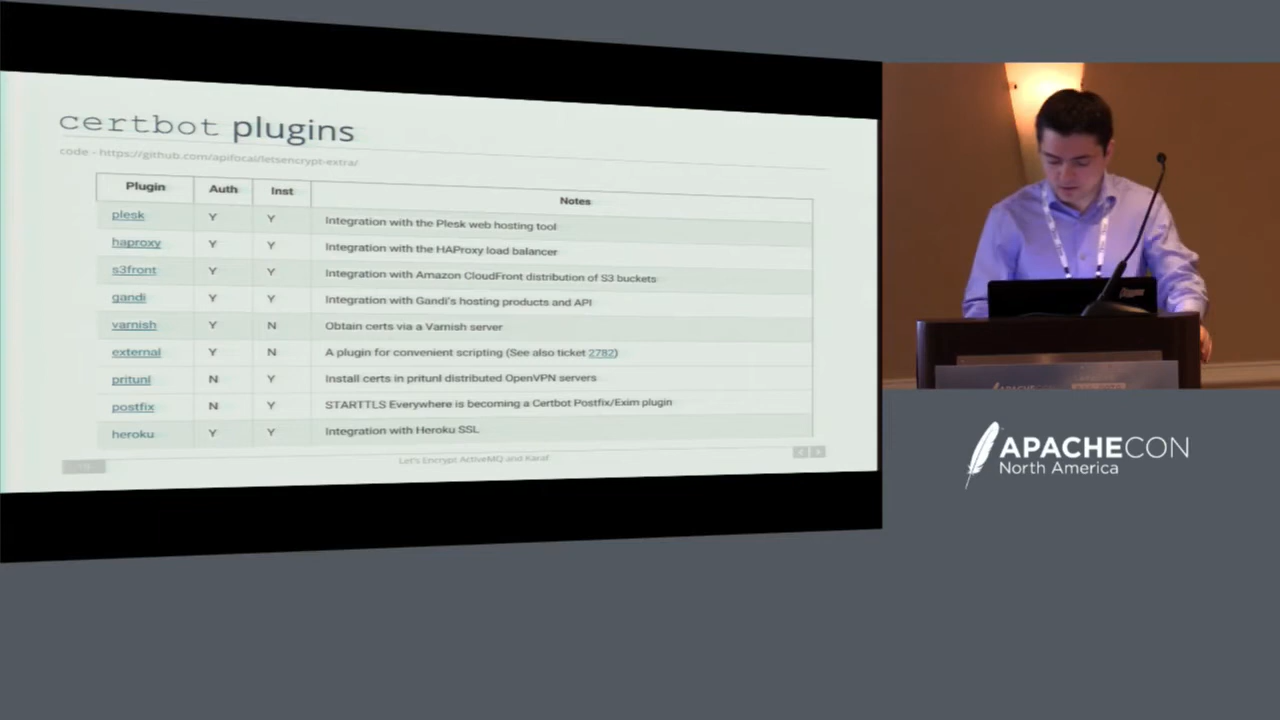 certbot plugins
code - https://github.com/apifocal/letsencrypt-extra/
Plugin Auth Inst Notes
plesk Y Y Integration with the Plesk web hosting tool
haproxy Y Y Integration with the HAProxy load balancer
s3front Y Y Integration with Amazon CloudFront distribution of S3 buckets
gandi Y Y Integration with Gandi's hosting products and API
varnish Y N Obtain certs via a Varnish server
external Y N A plugin for convenient scripting (See also ticket 2782)
pritunl N Y Install certs in pritunl distributed OpenVPN servers
postfix N Y STARTTLS Everywhere is becoming a Certbot Postfix/Exim plugin
heroku Y Y Integration with Heroku SSL
Let's Encrypt ActiveMQ and Karaf
APACHECON
North America